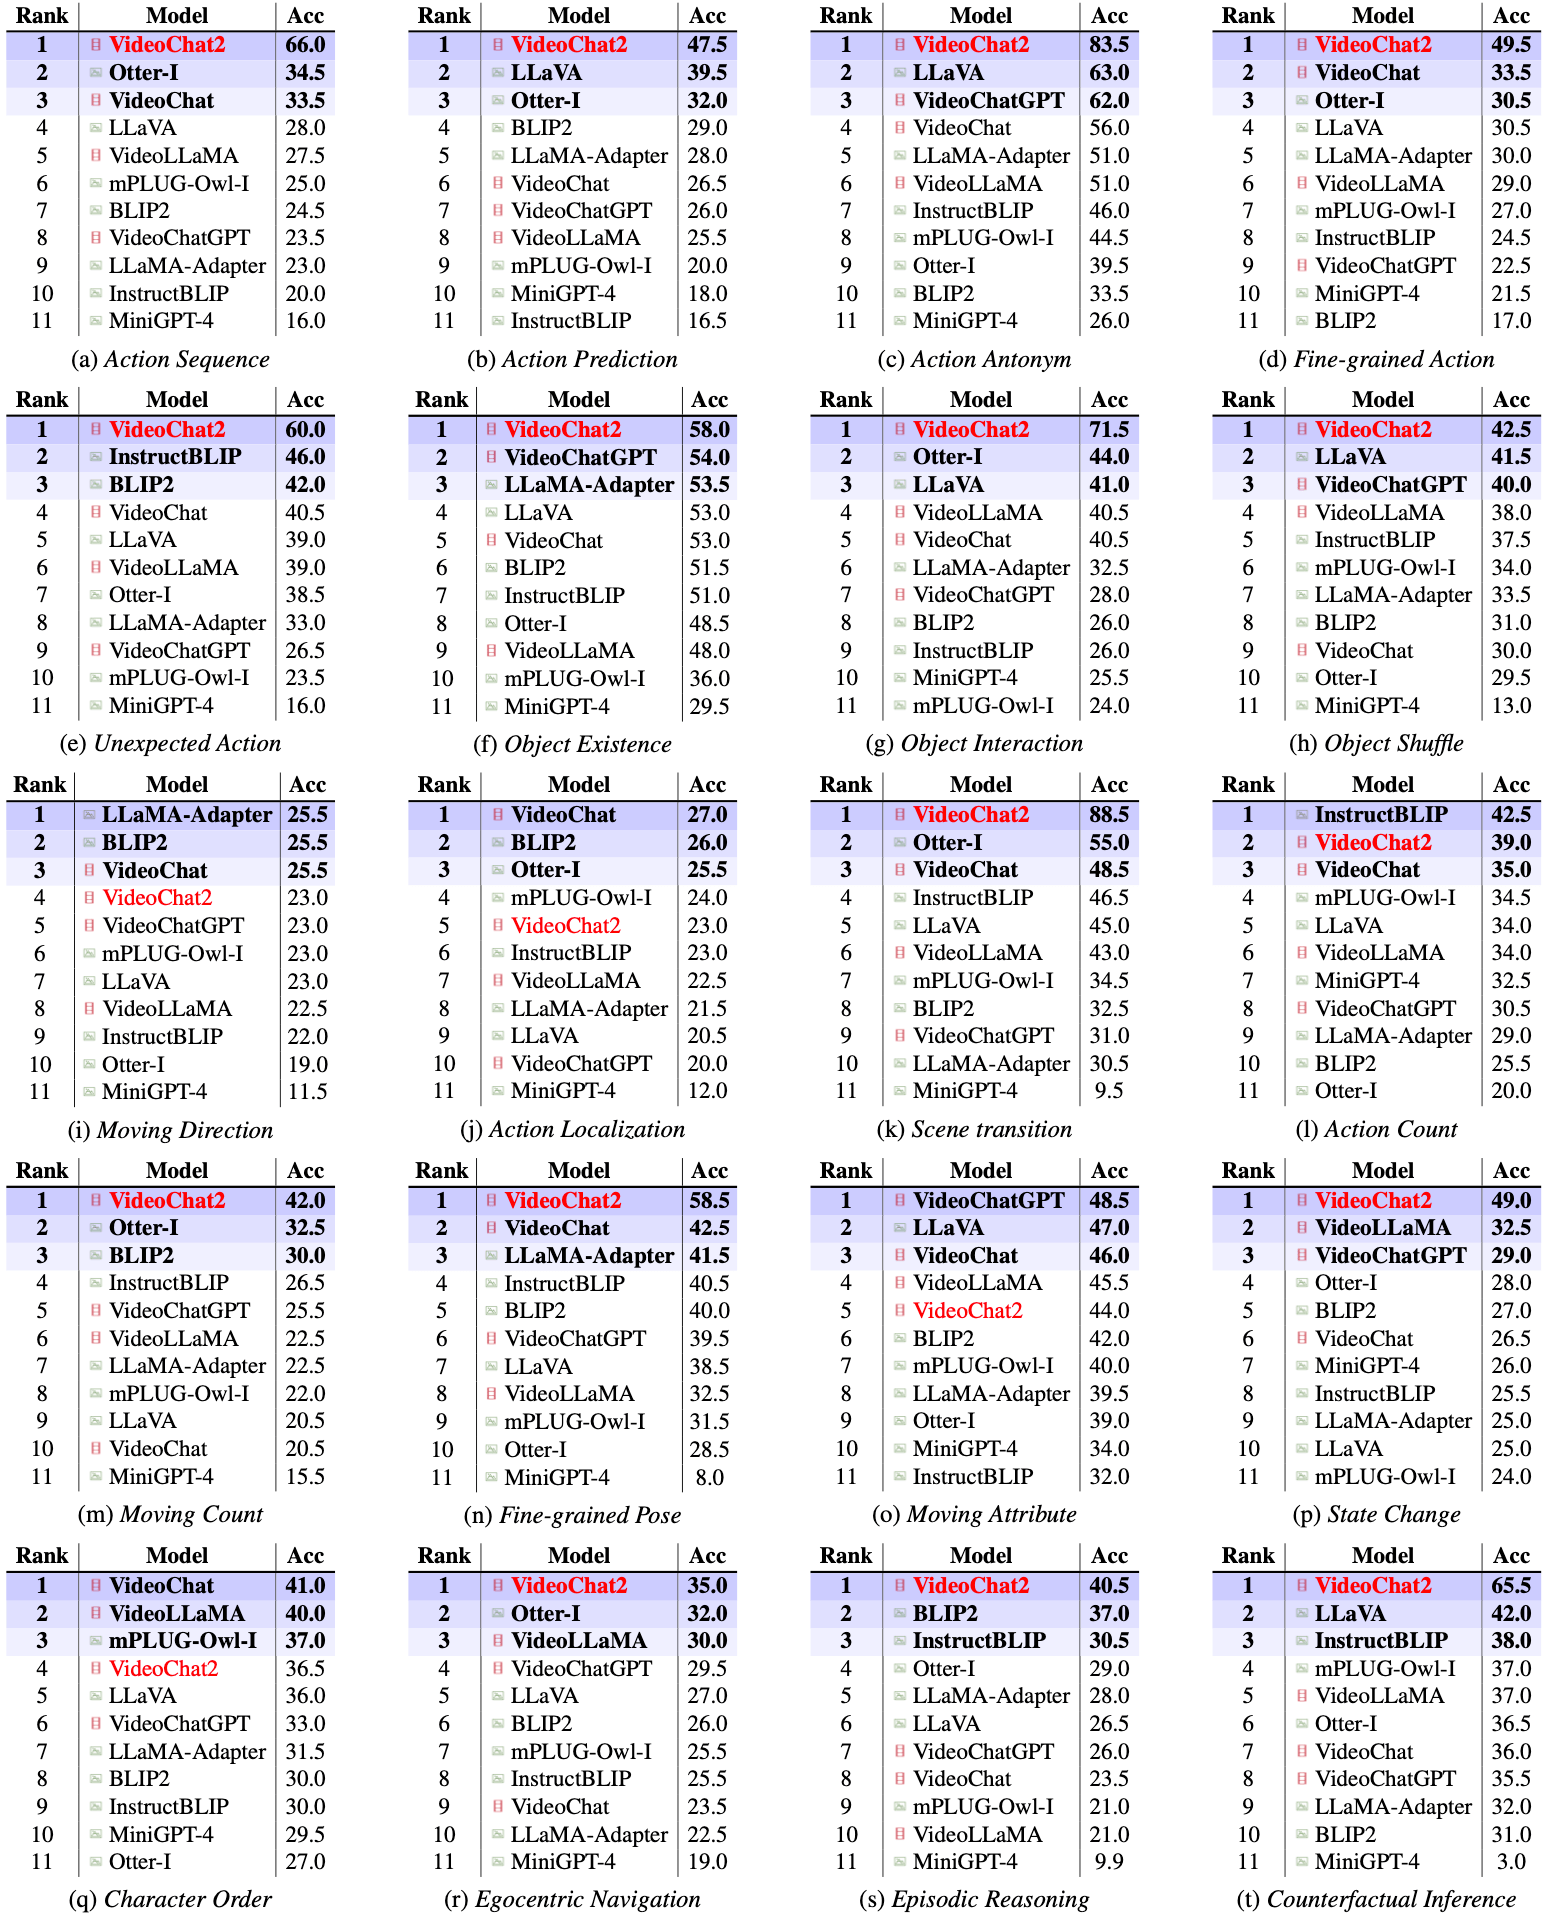 Rank Model Acc
1 VideoChat2 66.0
2 Otter-I 34.5
3 VideoChat 33.5
4 LLaVA 28.0
5 VideoLLaMA 27.5
6 mPLUG-Owl-I 25.0
7 BLIP2 24.5
8 VideoChatGPT 23.5
9 LLaMA-Adapter 23.0
10 InstructBLIP 20.0
11 MiniGPT-4 16.0
(a) Action Sequence
Rank Model Acc
1 VideoChat2 47.5
2 LLaVA 39.5
3 Otter-I 32.0
4 BLIP2 29.0
5 LLaMA-Adapter 28.0
6 VideoChat 26.5
7 VideoChatGPT 26.0
8 VideoLLaMA 25.5
9 mPLUG-Owl-I 20.0
10 MiniGPT-4 18.0
11 InstructBLIP 16.5
(b) Action Prediction
Rank Model Acc
1 VideoChat2 83.5
2 LLaVA 63.0
3 VideoChatGPT 62.0
4 VideoChat 56.0
5 LLaMA-Adapter 51.0
6 VideoLLaMA 51.0
7 InstructBLIP 46.0
8 mPLUG-Owl-I 44.5
9 Otter-I 39.5
10 BLIP2 33.5
11 MiniGPT-4 26.0
(c) Action Antonym
Rank Model Acc
1 VideoChat2 49.5
2 VideoChat 33.5
3 Otter-I 30.5
4 LLaVA 30.5
5 LLaMA-Adapter 30.0
6 VideoLLaMA 29.0
7 mPLUG-Owl-I 27.0
8 InstructBLIP 24.5
9 VideoChatGPT 22.5
10 MiniGPT-4 21.5
11 BLIP2 17.0
(d) Fine-grained Action
Rank Model Acc
1 VideoChat2 60.0
2 InstructBLIP 46.0
3 BLIP2 42.0
4 VideoChat 40.5
5 LLaVA 39.0
6 VideoLLaMA 39.0
7 Otter-I 38.5
8 LLaMA-Adapter 33.0
9 VideoChatGPT 26.5
10 mPLUG-Owl-I 23.5
11 MiniGPT-4 16.0
(e) Unexpected Action
Rank Model Acc
1 VideoChat2 58.0
2 VideoChatGPT 54.0
3 LLaMA-Adapter 53.5
4 LLaVA 53.0
5 VideoChat 53.0
6 BLIP2 51.5
7 InstructBLIP 51.0
8 Otter-I 48.5
9 VideoLLaMA 48.0
10 mPLUG-Owl-I 36.0
11 MiniGPT-4 29.5
(f) Object Existence
Rank Model Acc
1 VideoChat2 71.5
2 Otter-I 44.0
3 LLaVA 41.0
4 VideoLLaMA 40.5
5 VideoChat 40.5
6 LLaMA-Adapter 32.5
7 VideoChatGPT 28.0
8 BLIP2 26.0
9 InstructBLIP 26.0
10 MiniGPT-4 25.5
11 mPLUG-Owl-I 24.0
(g) Object Interaction
Rank Model Acc
1 VideoChat2 42.5
2 LLaVA 41.5
3 VideoChatGPT 40.0
4 VideoLLaMA 38.0
5 InstructBLIP 37.5
6 mPLUG-Owl-I 34.0
7 LLaMA-Adapter 33.5
8 BLIP2 31.0
9 VideoChat 30.0
10 Otter-I 29.5
11 MiniGPT-4 13.0
(h) Object Shuffle
Rank Model Acc
1 LLaMA-Adapter 25.5
2 BLIP2 25.5
3 VideoChat 25.5
4 VideoChat2 23.0
5 VideoChatGPT 23.0
6 mPLUG-Owl-I 23.0
7 LLaVA 23.0
8 VideoLLaMA 22.5
9 InstructBLIP 22.0
10 Otter-I 19.0
11 MiniGPT-4 11.5
(i) Moving Direction
Rank Model Acc
1 VideoChat 27.0
2 BLIP2 26.0
3 Otter-I 25.5
4 mPLUG-Owl-I 24.0
5 VideoChat2 23.0
6 InstructBLIP 23.0
7 VideoLLaMA 22.5
8 LLaMA-Adapter 21.5
9 LLaVA 20.5
10 VideoChatGPT 20.0
11 MiniGPT-4 12.0
(j) Action Localization
Rank Model Acc
1 VideoChat2 88.5
2 Otter-I 55.0
3 VideoChat 48.5
4 InstructBLIP 46.5
5 LLaVA 45.0
6 VideoLLaMA 43.0
7 mPLUG-Owl-I 34.5
8 BLIP2 32.5
9 VideoChatGPT 31.0
10 LLaMA-Adapter 30.5
11 MiniGPT-4 9.5
(k) Scene transition
Rank Model Acc
1 InstructBLIP 42.5
2 VideoChat2 39.0
3 VideoChat 35.0
4 mPLUG-Owl-I 34.5
5 LLaVA 34.0
6 VideoLLaMA 34.0
7 MiniGPT-4 32.5
8 VideoChatGPT 30.5
9 LLaMA-Adapter 29.0
10 BLIP2 25.5
11 Otter-I 20.0
(l) Action Count
Rank Model Acc
1 VideoChat2 42.0
2 Otter-I 32.5
3 BLIP2 30.0
4 InstructBLIP 26.5
5 VideoChatGPT 25.5
6 VideoLLaMA 22.5
7 LLaMA-Adapter 22.5
8 mPLUG-Owl-I 22.0
9 LLaVA 20.5
10 VideoChat 20.5
11 MiniGPT-4 15.5
(m) Moving Count
Rank Model Acc
1 VideoChat2 58.5
2 VideoChat 42.5
3 LLaMA-Adapter 41.5
4 InstructBLIP 40.5
5 BLIP2 40.0
6 VideoChatGPT 39.5
7 LLaVA 38.5
8 VideoLLaMA 32.5
9 mPLUG-Owl-I 31.5
10 Otter-I 28.5
11 MiniGPT-4 8.0
(n) Fine-grained Pose
Rank Model Acc
1 VideoChatGPT 48.5
2 LLaVA 47.0
3 VideoChat 46.0
4 VideoLLaMA 45.5
5 VideoChat2 44.0
6 BLIP2 42.0
7 mPLUG-Owl-I 40.0
8 LLaMA-Adapter 39.5
9 Otter-I 39.0
10 MiniGPT-4 34.0
11 InstructBLIP 32.0
(o) Moving Attribute
Rank Model Acc
1 VideoChat2 49.0
2 VideoLLaMA 32.5
3 VideoChatGPT 29.0
4 Otter-I 28.0
5 BLIP2 27.0
6 VideoChat 26.5
7 MiniGPT-4 26.0
8 InstructBLIP 25.5
9 LLaMA-Adapter 25.0
10 LLaVA 25.0
11 mPLUG-Owl-I 24.0
(p) State Change
Rank Model Acc
1 VideoChat 41.0
2 VideoLLaMA 40.0
3 mPLUG-Owl-I 37.0
4 VideoChat2 36.5
5 LLaVA 36.0
6 VideoChatGPT 33.0
7 LLaMA-Adapter 31.5
8 BLIP2 30.0
9 InstructBLIP 30.0
10 MiniGPT-4 29.5
11 Otter-I 27.0
(q) Character Order
Rank Model Acc
1 VideoChat2 35.0
2 Otter-I 32.0
3 VideoLLaMA 30.0
4 VideoChatGPT 29.5
5 LLaVA 27.0
6 BLIP2 26.0
7 mPLUG-Owl-I 25.5
8 InstructBLIP 25.5
9 VideoChat 23.5
10 LLaMA-Adapter 22.5
11 MiniGPT-4 19.0
(r) Egocentric Navigation
Rank Model Acc
1 VideoChat2 40.5
2 BLIP2 37.0
3 InstructBLIP 30.5
4 Otter-I 29.0
5 LLaMA-Adapter 28.0
6 LLaVA 26.5
7 VideoChatGPT 26.0
8 VideoChat 23.5
9 mPLUG-Owl-I 21.0
10 VideoLLaMA 21.0
11 MiniGPT-4 9.9
(s) Episodic Reasoning
Rank Model Acc
1 VideoChat2 65.5
2 LLaVA 42.0
3 InstructBLIP 38.0
4 mPLUG-Owl-I 37.0
5 VideoLLaMA 37.0
6 Otter-I 36.5
7 VideoChat 36.0
8 VideoChatGPT 35.5
9 LLaMA-Adapter 32.0
10 BLIP2 31.0
11 MiniGPT-4 3.0
(t) Counterfactual Inference